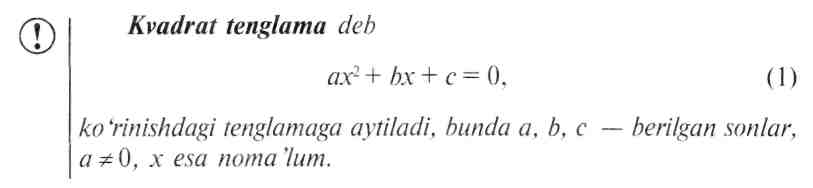 ! Kvadrat tenglama deb
ax² + bx + c = 0, (1)
ko‘rinishdagi tenglamaga aytiladi, bunda a, b, c — berilgan sonlar,
a ≠ 0, x esa noma’lum.